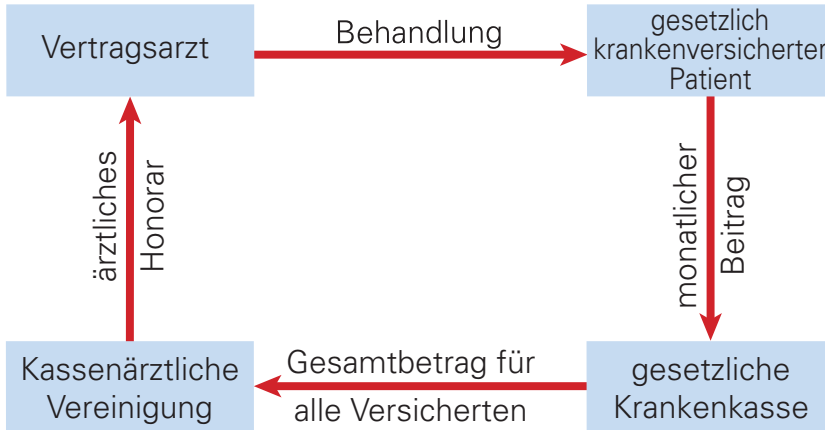 Vertragsarzt
Behandlung
gesetzlich
krankenversicherter
Patient
ärztliches
Honorar
monatlicher
Beitrag
Kassenärztliche
Vereinigung
Gesamtbetrag für
alle Versicherten
gesetzliche
Krankenkasse